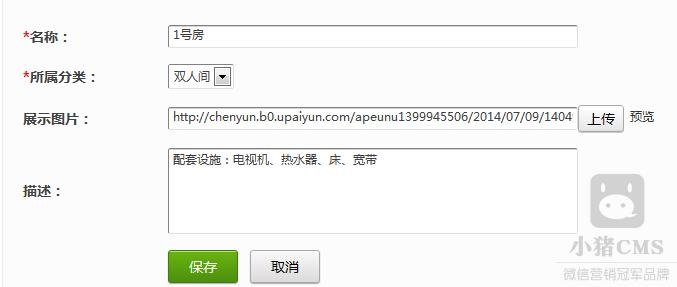 *名称：
1号房
*所属分类：
双人间
展示图片：
http://chenyun.b0.upaiyun.com/apeunu1399945506/2014/07/09/1404
上传
预览
描述：
配套设施：电视机、热水器、床、宽带
保存
取消
小猪CMS
微信营销冠军品牌